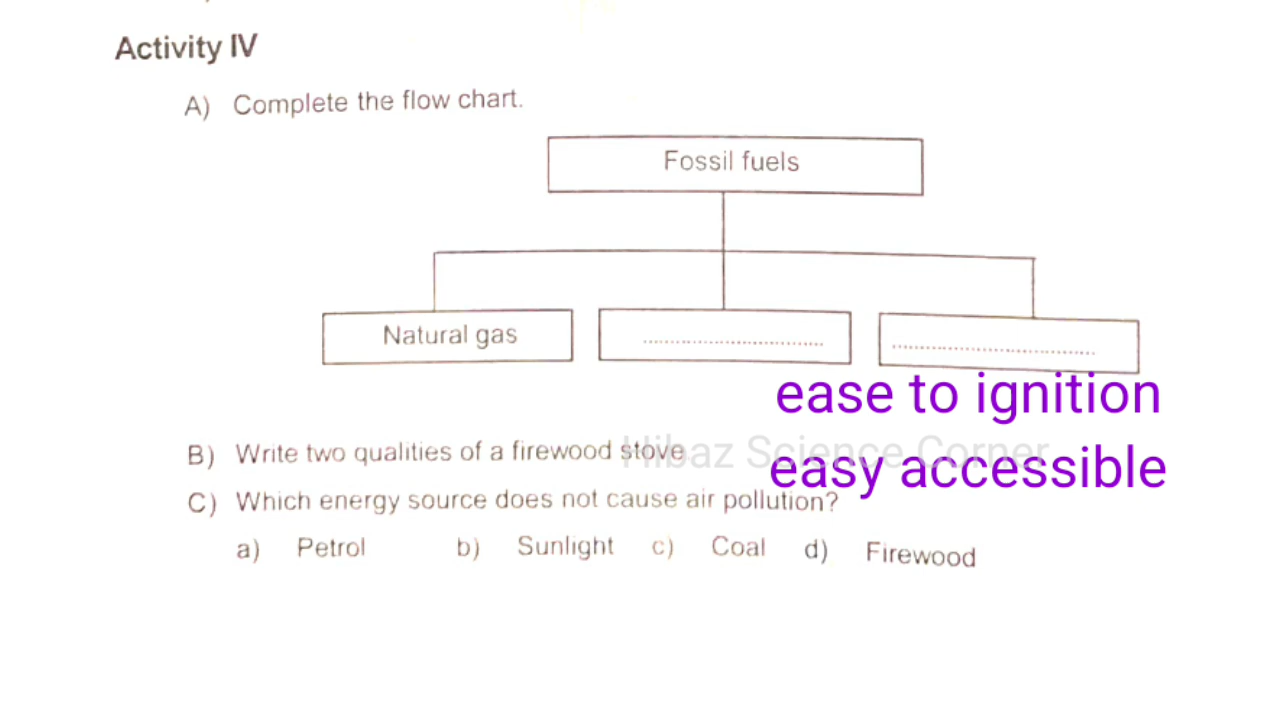 Activity IV
A) Complete the flow chart.
Fossil fuels
Natural gas ........................... ...............................
ease to ignition
B) Write two qualities of a firewood stove
Hibaz Science Corner
easy accessible
C) Which energy source does not cause air pollution?
a) Petrol b) Sunlight c) Coal d) Firewood